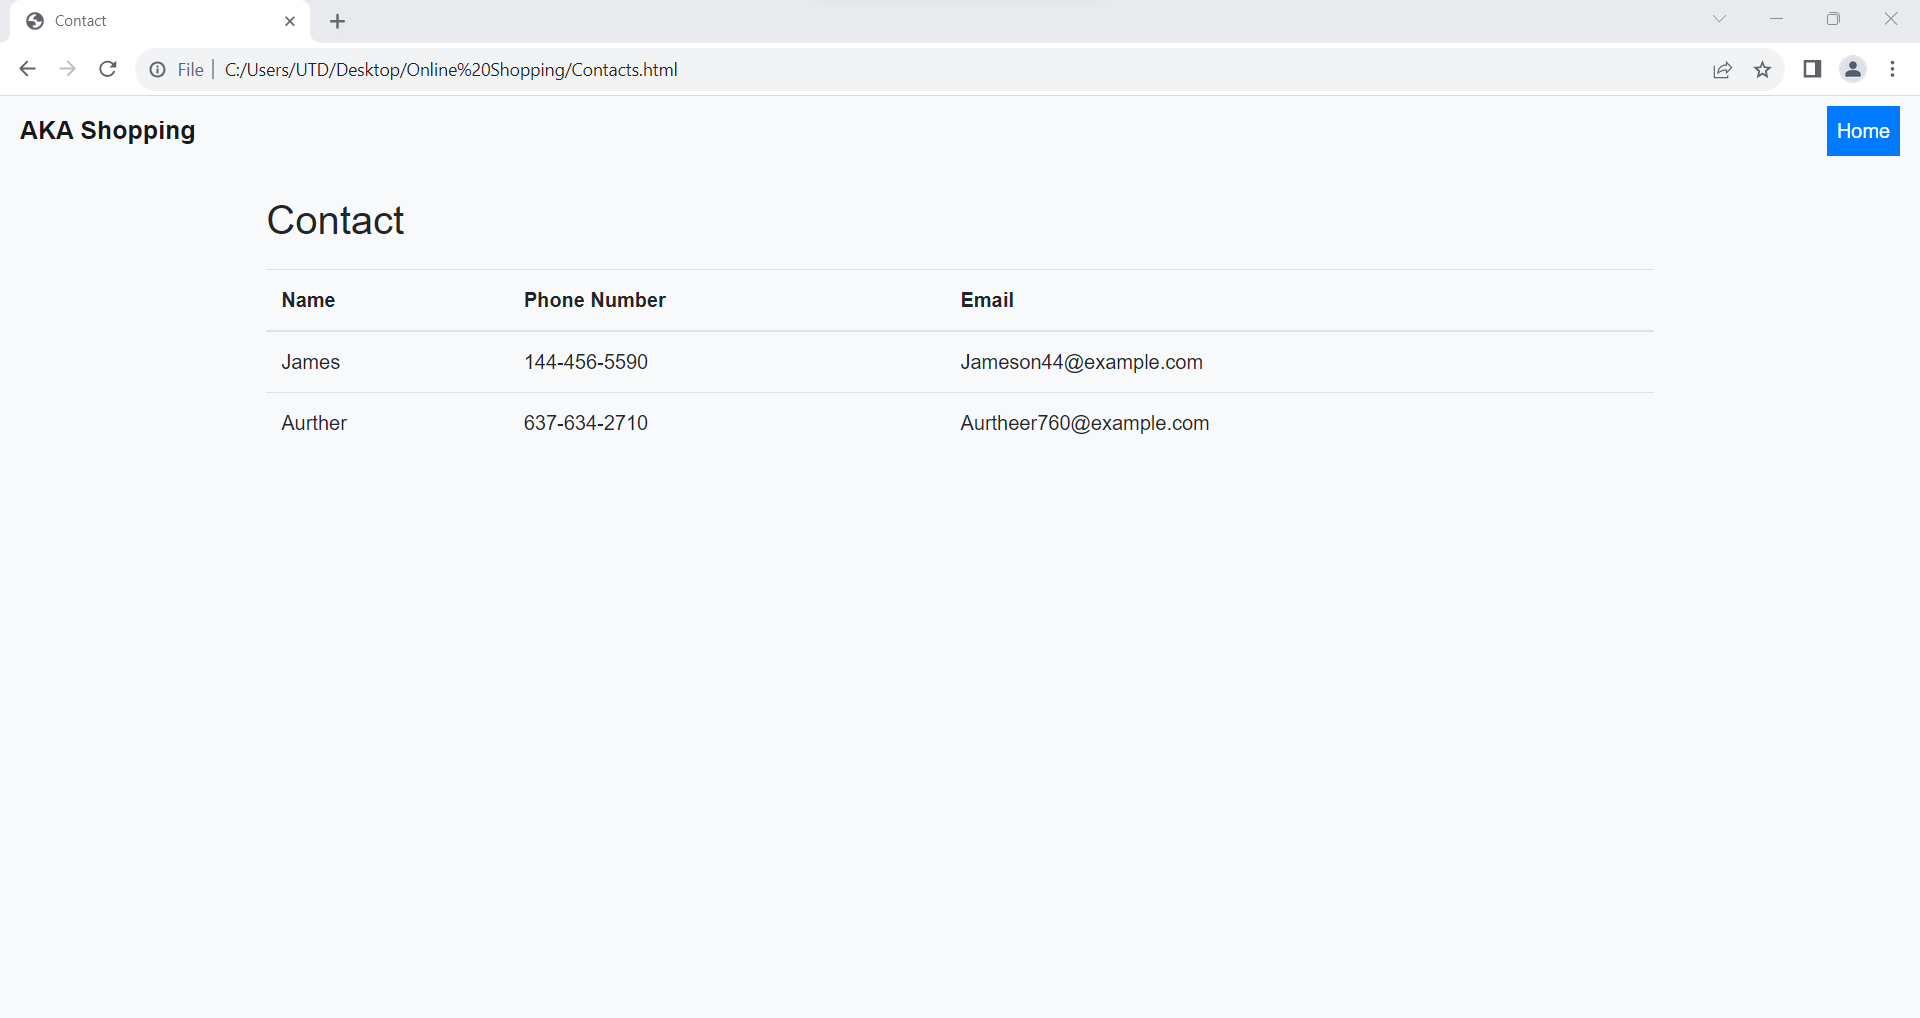 Contact
File C:/Users/UTD/Desktop/Online%20Shopping/Contacts.html
AKA Shopping Home
Contact
Name Phone Number Email
James 144-456-5590 Jameson44@example.com
Aurther 637-634-2710 Aurtheer760@example.com